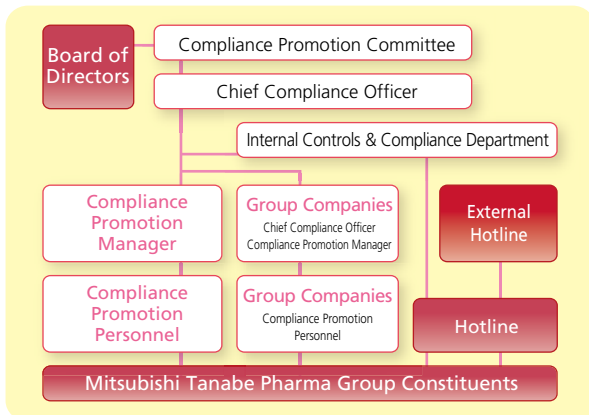 Board of
Directors
Compliance Promotion Committee
Chief Compliance Officer
Internal Controls & Compliance Department
Compliance
Promotion
Manager
Group Companies
Chief Compliance Officer
Compliance Promotion Manager
External
Hotline
Compliance
Promotion
Personnel
Group Companies
Compliance Promotion
Personnel
Hotline
Mitsubishi Tanabe Pharma Group Constituents